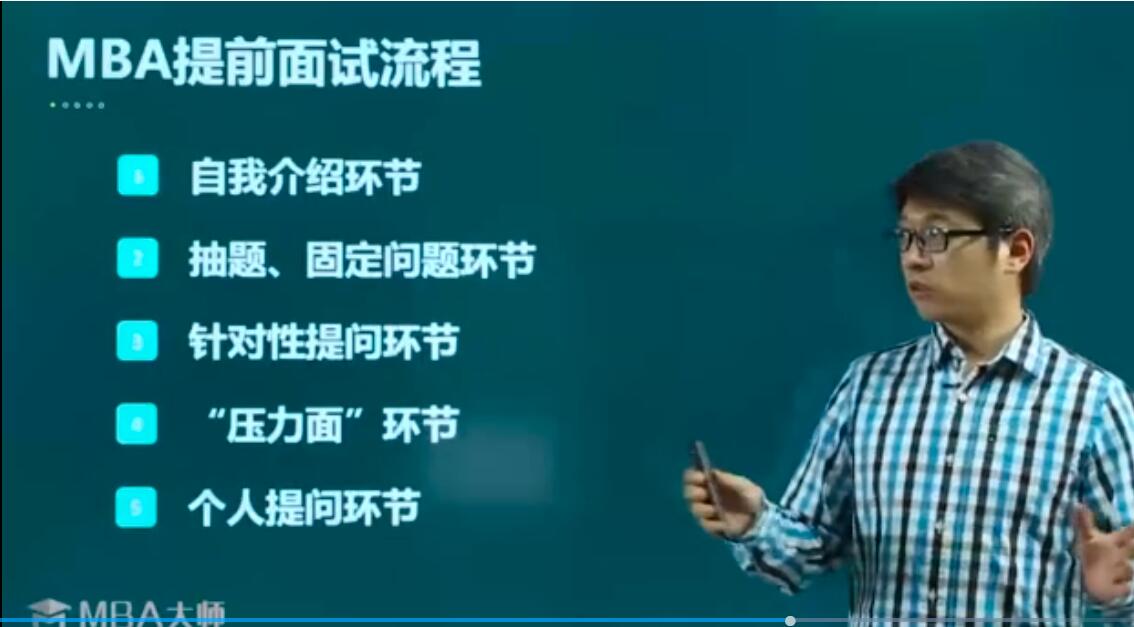 MBA提前面试流程
1 自我介绍环节
2 抽题、固定问题环节
3 针对性提问环节
4 “压力面”环节
5 个人提问环节
MBA大师